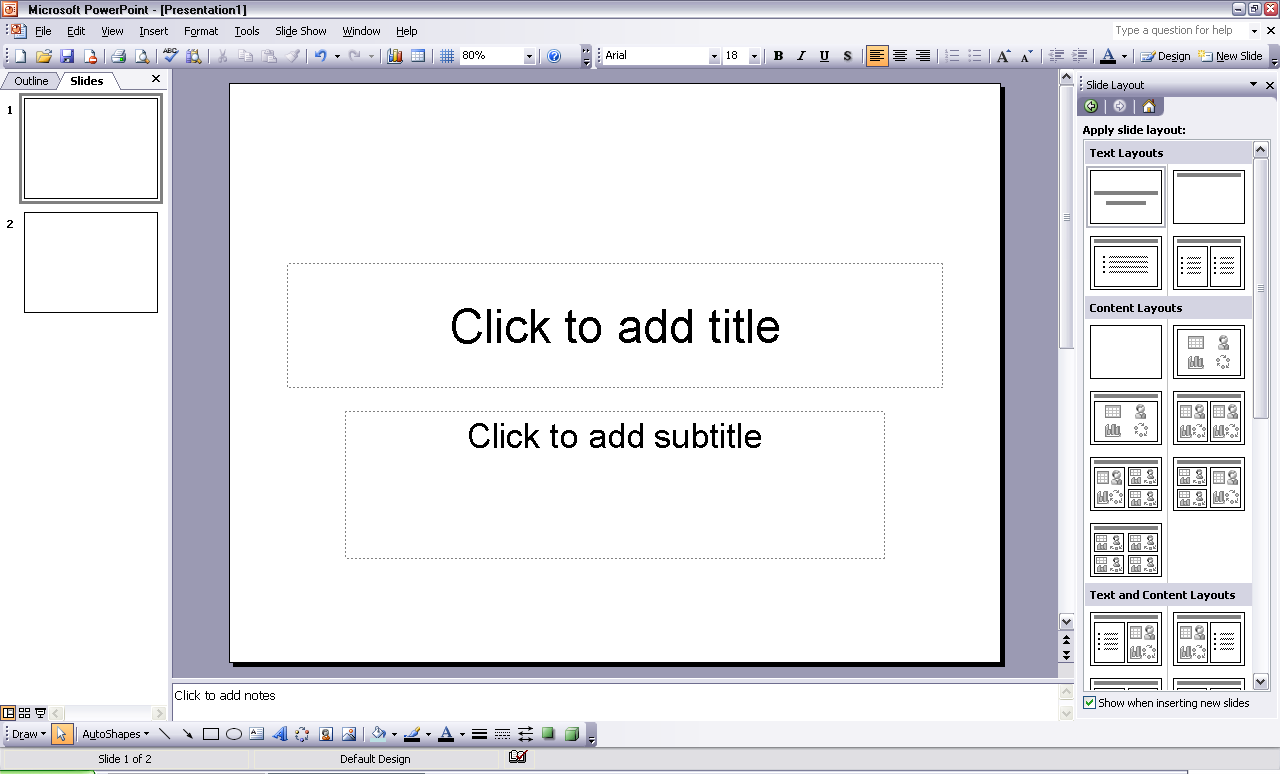 Microsoft PowerPoint - [Presentation1]
File Edit View Insert Format Tools Slide Show Window Help
Type a question for help
80% Arial 18 B I U S A A A Design New Slide
Outline Slides
Slide Layout
1
2
Click to add title
Click to add subtitle
Click to add notes
Apply slide layout:
Text Layouts
Content Layouts
Text and Content Layouts
Show when inserting new slides
Draw AutoShapes A A
Slide 1 of 2 Default Design